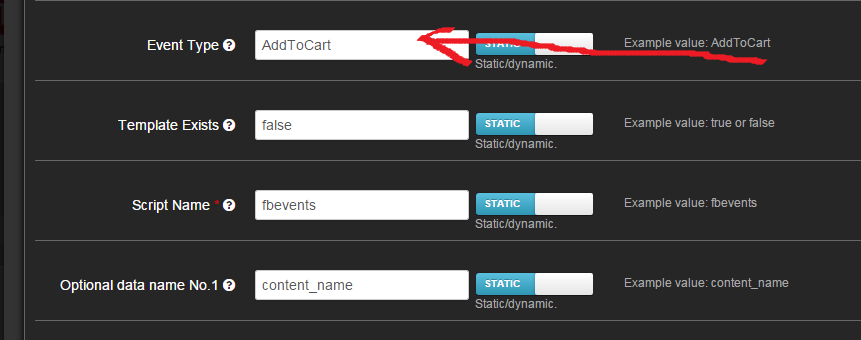 Event Type ? AddToCart STATIC Example value: AddToCart
Static/dynamic.
Template Exists ? false STATIC Example value: true or false
Static/dynamic.
Script Name * ? fbevents STATIC Example value: fbevents
Static/dynamic.
Optional data name No.1 ? content_name STATIC Example value: content_name
Static/dynamic.